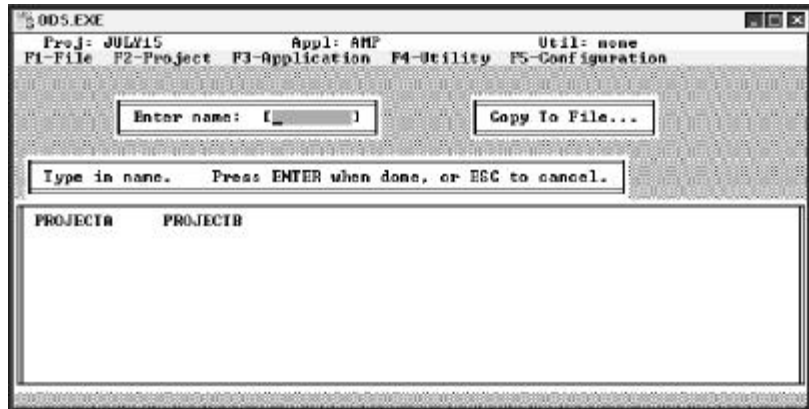 ODS.EXE
Proj: JULY15 Appl: AMP Util: none
F1-File F2-Project F3-Application F4-Utility F5-Configuration
Enter name: [_ ] Copy To File...
Type in name. Press ENTER when done, or ESC to cancel.
PROJECTA PROJECTB